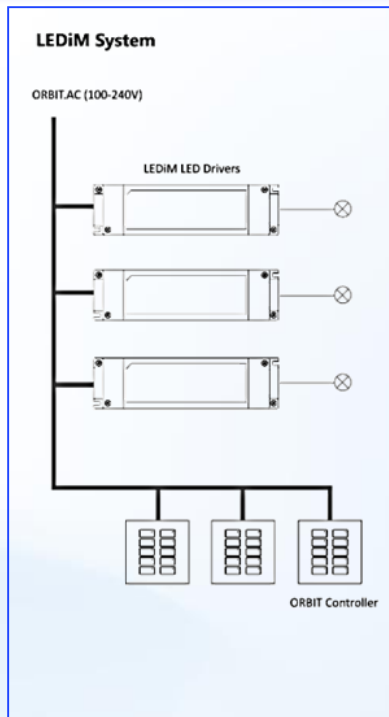 LEDiM System
ORBIT.AC (100-240V)
LEDiM LED Drivers
ORBIT Controller